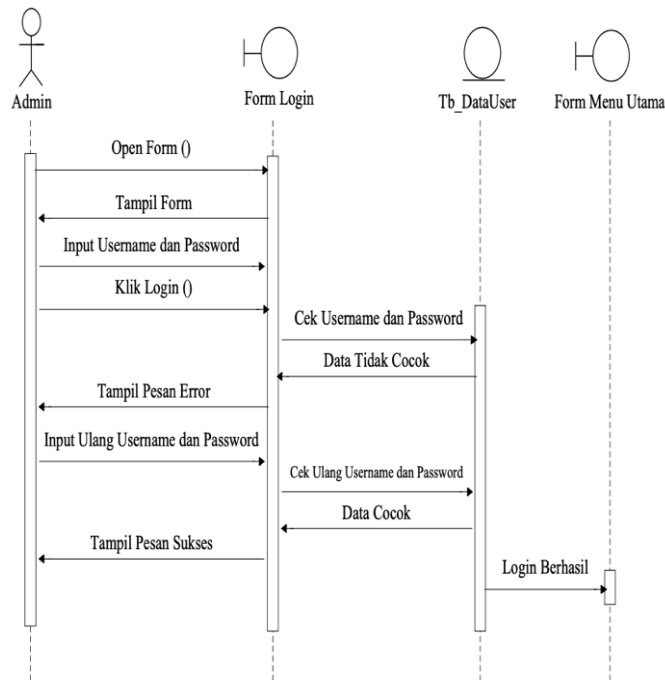 Admin
Form Login
Tb_DataUser
Form Menu Utama
Open Form ()
Tampil Form
Input Username dan Password
Klik Login ()
Cek Username dan Password
Data Tidak Cocok
Tampil Pesan Error
Input Ulang Username dan Password
Cek Ulang Username dan Password
Data Cocok
Tampil Pesan Sukses
Login Berhasil